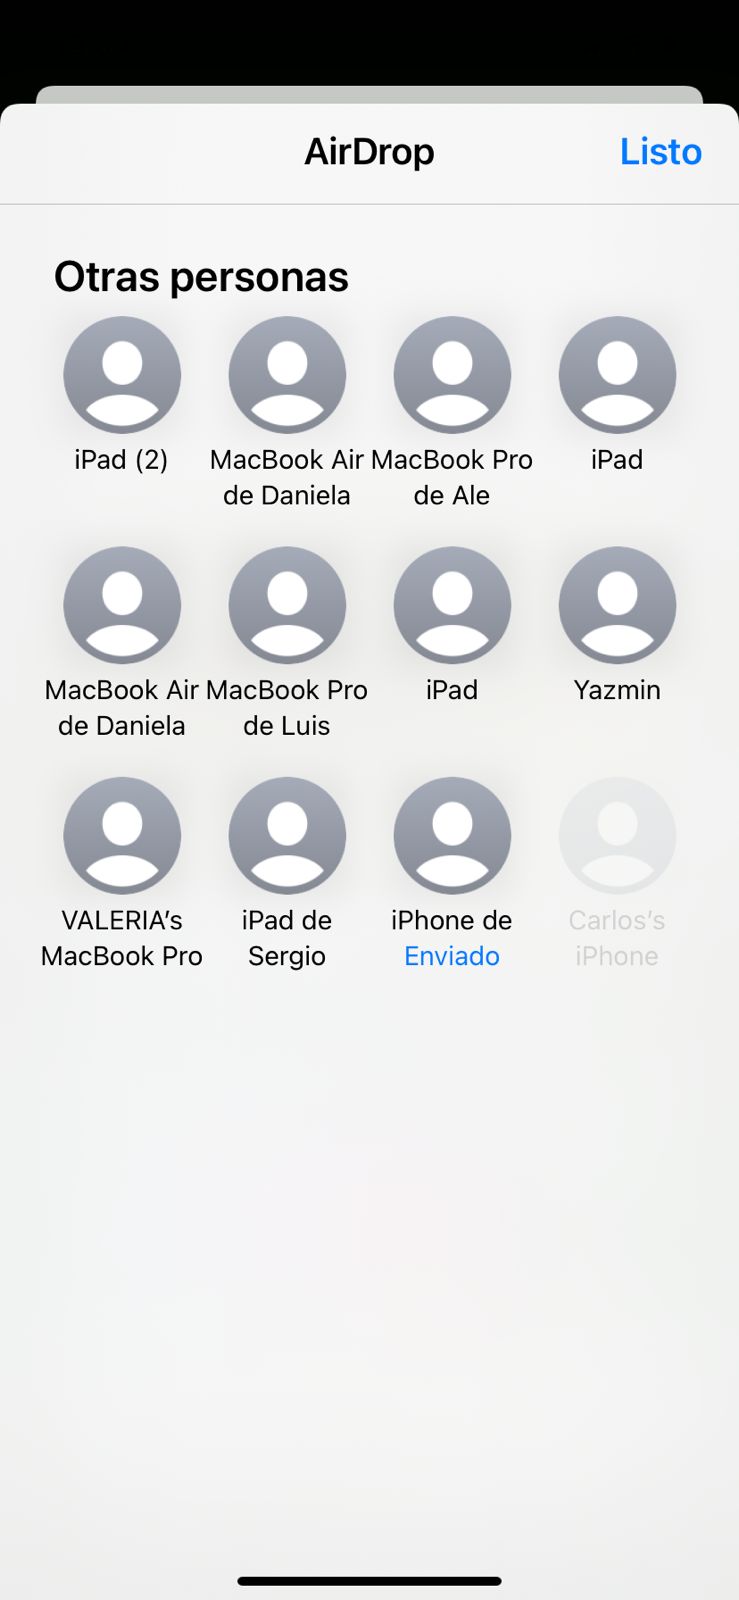 AirDrop
Listo
Otras personas
iPad (2)
MacBook Air
de Daniela
MacBook Pro
de Ale
iPad
MacBook Air
de Daniela
MacBook Pro
de Luis
iPad
Yazmin
VALERIA’s
MacBook Pro
iPad de
Sergio
iPhone de
Enviado
Carlos’s
iPhone